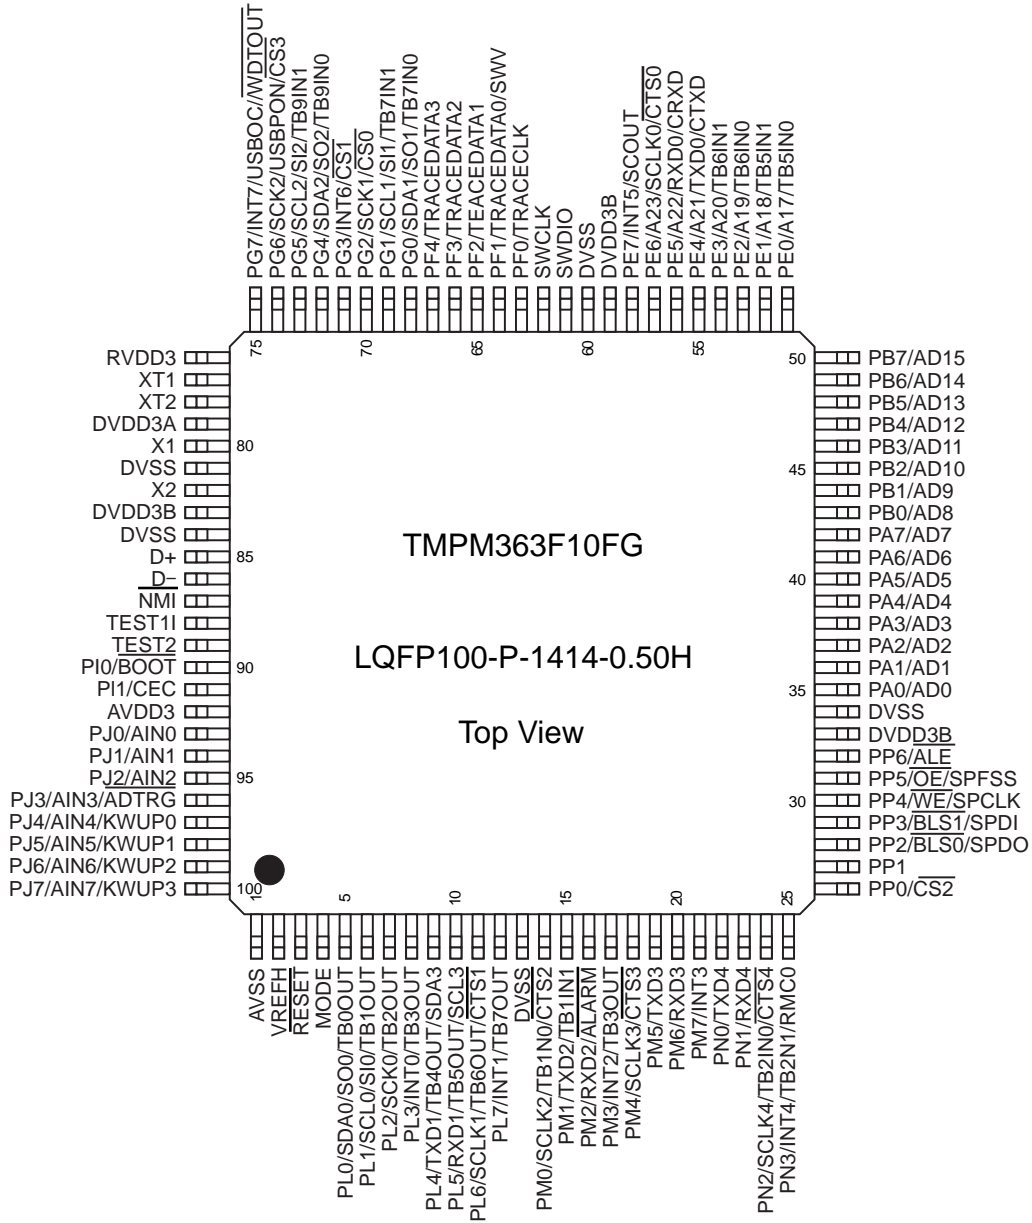 PG7/INT7/USBOC/WDTOUT
PG6/SCK2/USBPON/CS3
PG5/SCL2/SI2/TB9IN1
PG4/SDA2/SO2/TB9IN0
PG3/INT6/CS1
PG2/SCK1/CS0
PG1/SCL1/SI1/TB7IN1
PG0/SDA1/SO1/TB7IN0
PF4/TRACEDATA3
PF3/TRACEDATA2
PF2/TEACEDATA1
PF1/TRACEDATA0/SWV
PF0/TRACECLK
SWCLK
SWDIO
DVSS
DVDD3B
PE7/INT5/SCOUT
PE6/A23/SCLK0/CTS0
PE5/A22/RXD0/CRXD
PE4/A21/TXD0/CTXD
PE3/A20/TB6IN1
PE2/A19/TB6IN0
PE1/A18/TB5IN1
PE0/A17/TB5IN0
75
70
65
60
55
RVDD3
XT1
XT2
DVDD3A
X1
DVSS
X2
DVDD3B
DVSS
D+
D−
NMI
TEST1I
TEST2
PI0/BOOT
PI1/CEC
AVDD3
PJ0/AIN0
PJ1/AIN1
PJ2/AIN2
PJ3/AIN3/ADTRG
PJ4/AIN4/KWUP0
PJ5/AIN5/KWUP1
PJ6/AIN6/KWUP2
PJ7/AIN7/KWUP3
80
85
90
95
100
TMPM363F10FG
LQFP100-P-1414-0.50H
Top View
50
45
40
35
30
PB7/AD15
PB6/AD14
PB5/AD13
PB4/AD12
PB3/AD11
PB2/AD10
PB1/AD9
PB0/AD8
PA7/AD7
PA6/AD6
PA5/AD5
PA4/AD4
PA3/AD3
PA2/AD2
PA1/AD1
PA0/AD0
DVSS
DVDD3B
PP6/ALE
PP5/OE/SPFSS
PP4/WE/SPCLK
PP3/BLS1/SPDI
PP2/BLS0/SPDO
PP1
PP0/CS2
5
10
15
20
25
AVSS
VREFH
RESET
MODE
PL0/SDA0/SO0/TB0OUT
PL1/SCL0/SI0/TB1OUT
PL2/SCK0/TB2OUT
PL3/INT0/TB3OUT
PL4/TXD1/TB4OUT/SDA3
PL5/RXD1/TB5OUT/SCL3
PL6/SCLK1/TB6OUT/CTS1
PL7/INT1/TB7OUT
DVSS
PM0/SCLK2/TB1N0/CTS2
PM1/TXD2/TB1IN1
PM2/RXD2/ALARM
PM3/INT2/TB3OUT
PM4/SCLK3/CTS3
PM5/TXD3
PM6/RXD3
PM7/INT3
PN0/TXD4
PN1/RXD4
PN2/SCLK4/TB2IN0/CTS4
PN3/INT4/TB2N1/RMC0